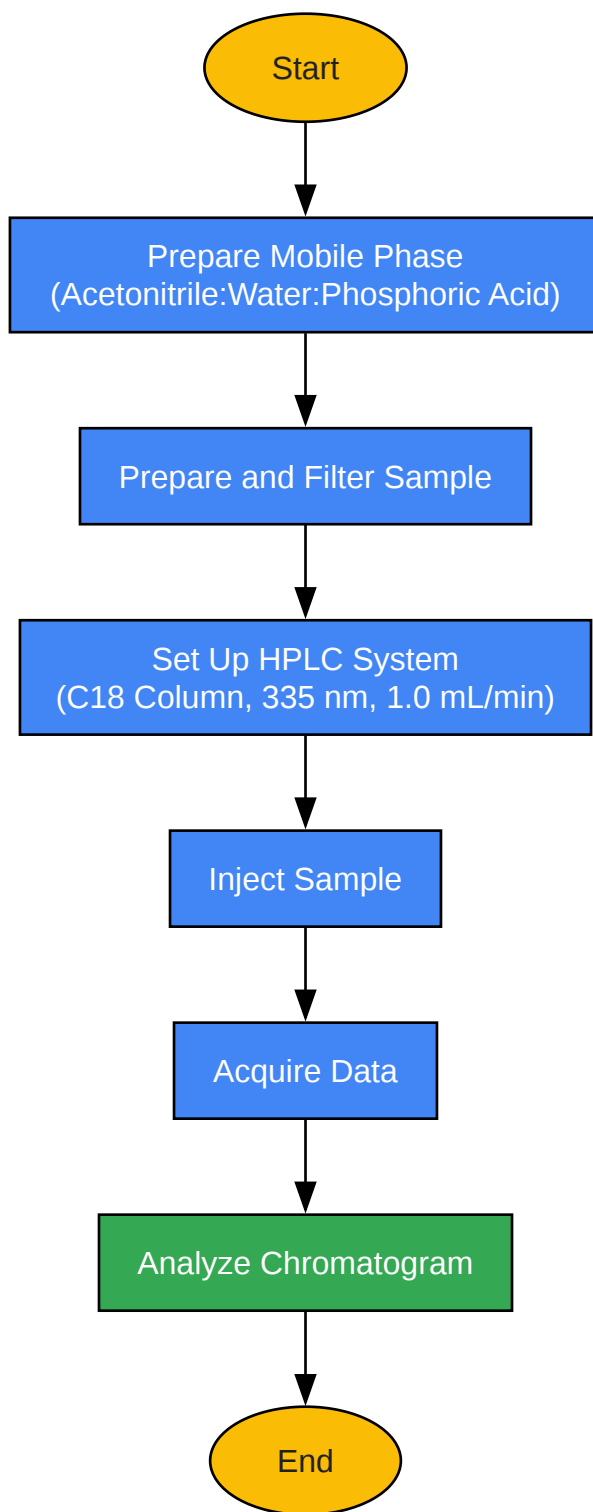 Start
Prepare Mobile Phase
(Acetonitrile:Water:Phosphoric Acid)
Prepare and Filter Sample
Set Up HPLC System
(C18 Column, 335 nm, 1.0 mL/min)
Inject Sample
Acquire Data
Analyze Chromatogram
End